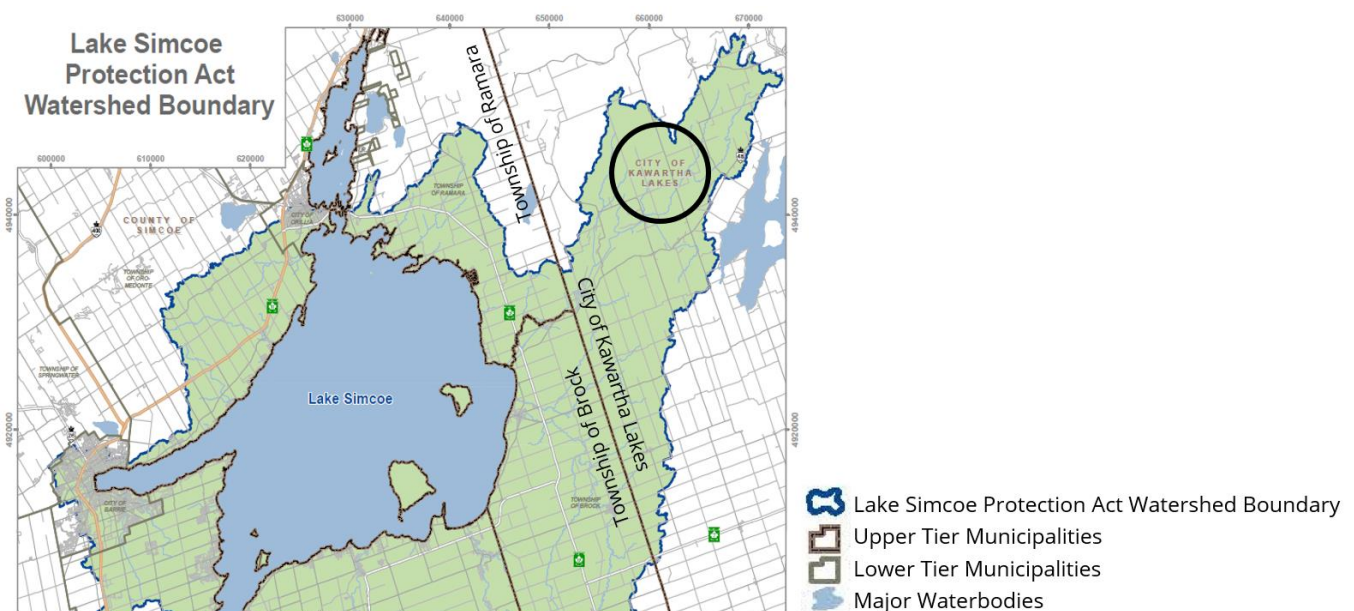 Lake Simcoe
Protection Act
Watershed Boundary
630000
640000
650000
660000
670000
600000
610000
620000
4940000
4940000
4920000
4920000
COUNTY OF
SIMCOE
TOWNSHIP
OF ORO-
MEDONTE
TOWNSHIP OF
SPRINGWATER
CITY OF
ORILLIA
TOWNSHIP
OF RAMARA
Township of Ramara
CITY OF
KAWARTHA
LAKES
48
City of Kawartha Lakes
Township of Brock
Lake Simcoe
CITY OF
BARRIE
TOWNSHIP
OF BROCK
Lake Simcoe Protection Act Watershed Boundary
Upper Tier Municipalities
Lower Tier Municipalities
Major Waterbodies